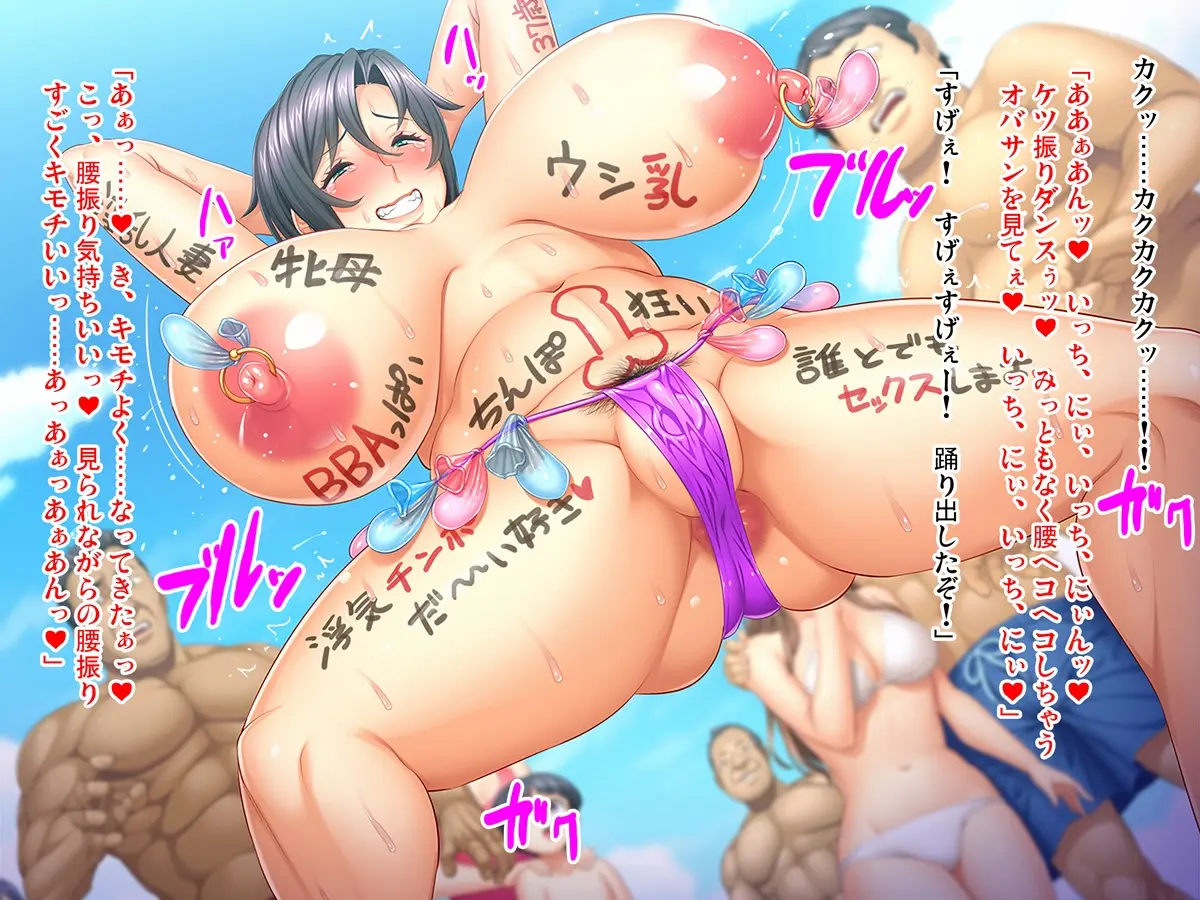 カクッ……カクカクカクッ……!!
「ああぁあんッ♥　いっち、にぃ、いっち、にぃんッ♥
ケツ振りダンスぅッ♥　みっともなく腰ヘコヘコしちゃう
オバサンを見てぇ♥　いっち、にぃ、いっち、にぃ♥」
「すげぇ！　すげぇすげぇーー！　踊り出したぞ！」
「あぁっ……♥　き、キモチよく……なってきたぁっ♥
こっ、腰振り気持ちいいっ♥　見られながらの腰振り
すごくキモチいいっ……あっあぁっあぁあんっ♥」
37歳
ハッ
ハァ
ブルッ
ブルッ
ガク
ガク
ウシ乳
牝母
人妻
BBAっぱい
ちんぽ狂い
誰とでも
セックスします
浮気チンポ
だ〜〜い好き♥